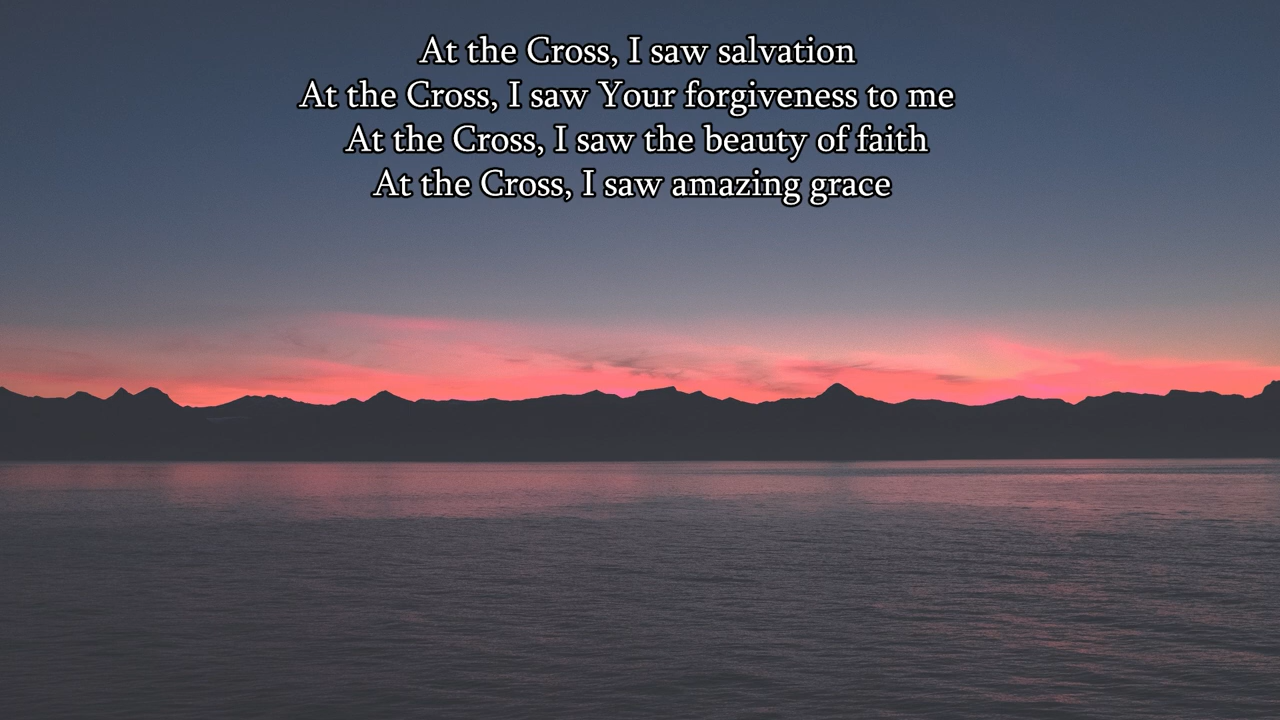 At the Cross, I saw salvation
At the Cross, I saw Your forgiveness to me
At the Cross, I saw the beauty of faith
At the Cross, I saw amazing grace